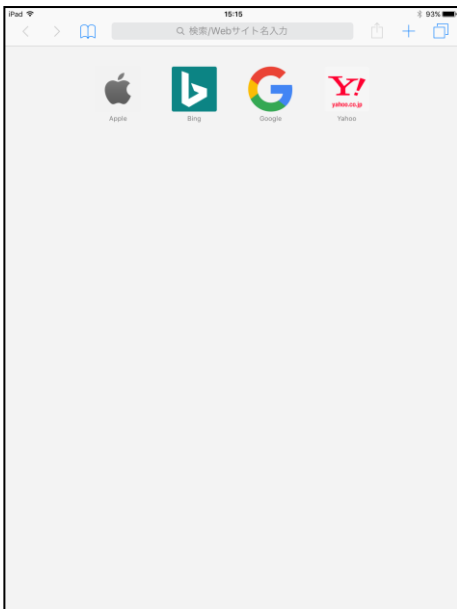 iPad 15:15 93%
検索/Webサイト名入力
Y!
yahoo.co.jp
Apple Bing Google Yahoo